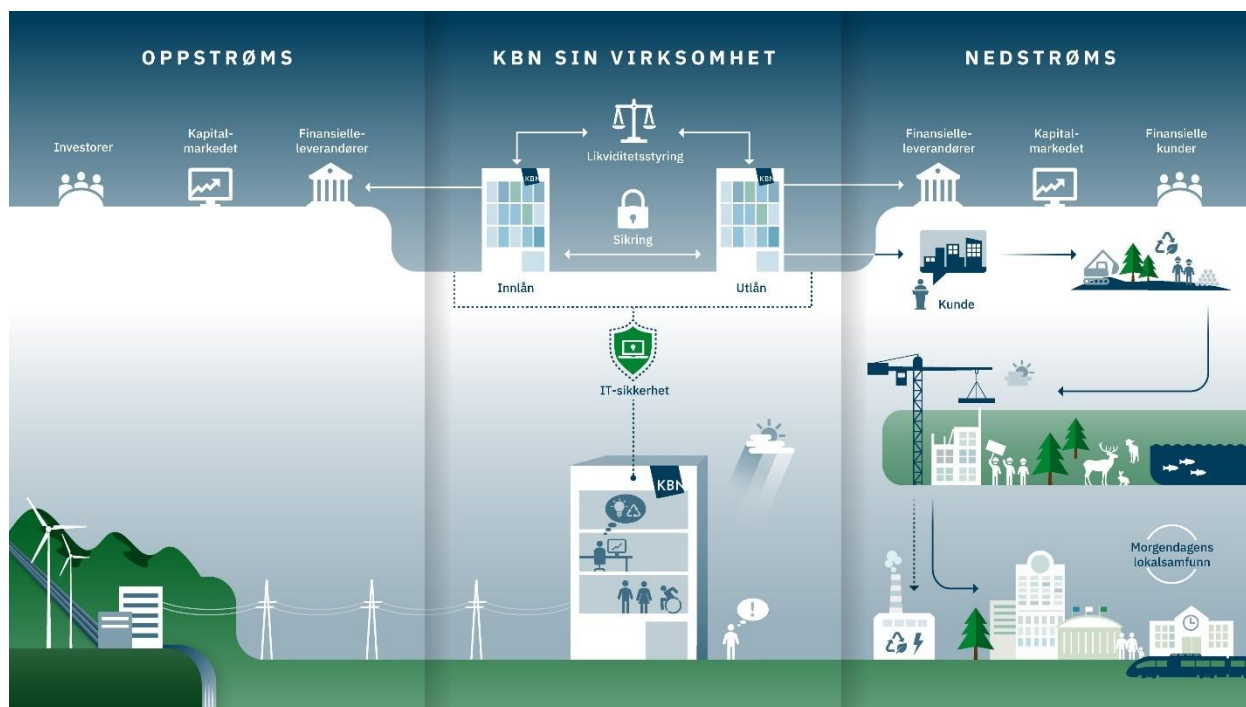 OPPSTRØMS
KBN SIN VIRKSOMHET
NEDSTRØMS
Investorer
Kapital-
markedet
Finansielle-
leverandører
Likviditetsstyring
Finansielle-
leverandører
Kapital-
markedet
Finansielle
kunder
KBN
KBN
Sikring
Innlån
Utlån
Kunde
IT-sikkerhet
KBN
!
Morgendagens
lokalsamfunn